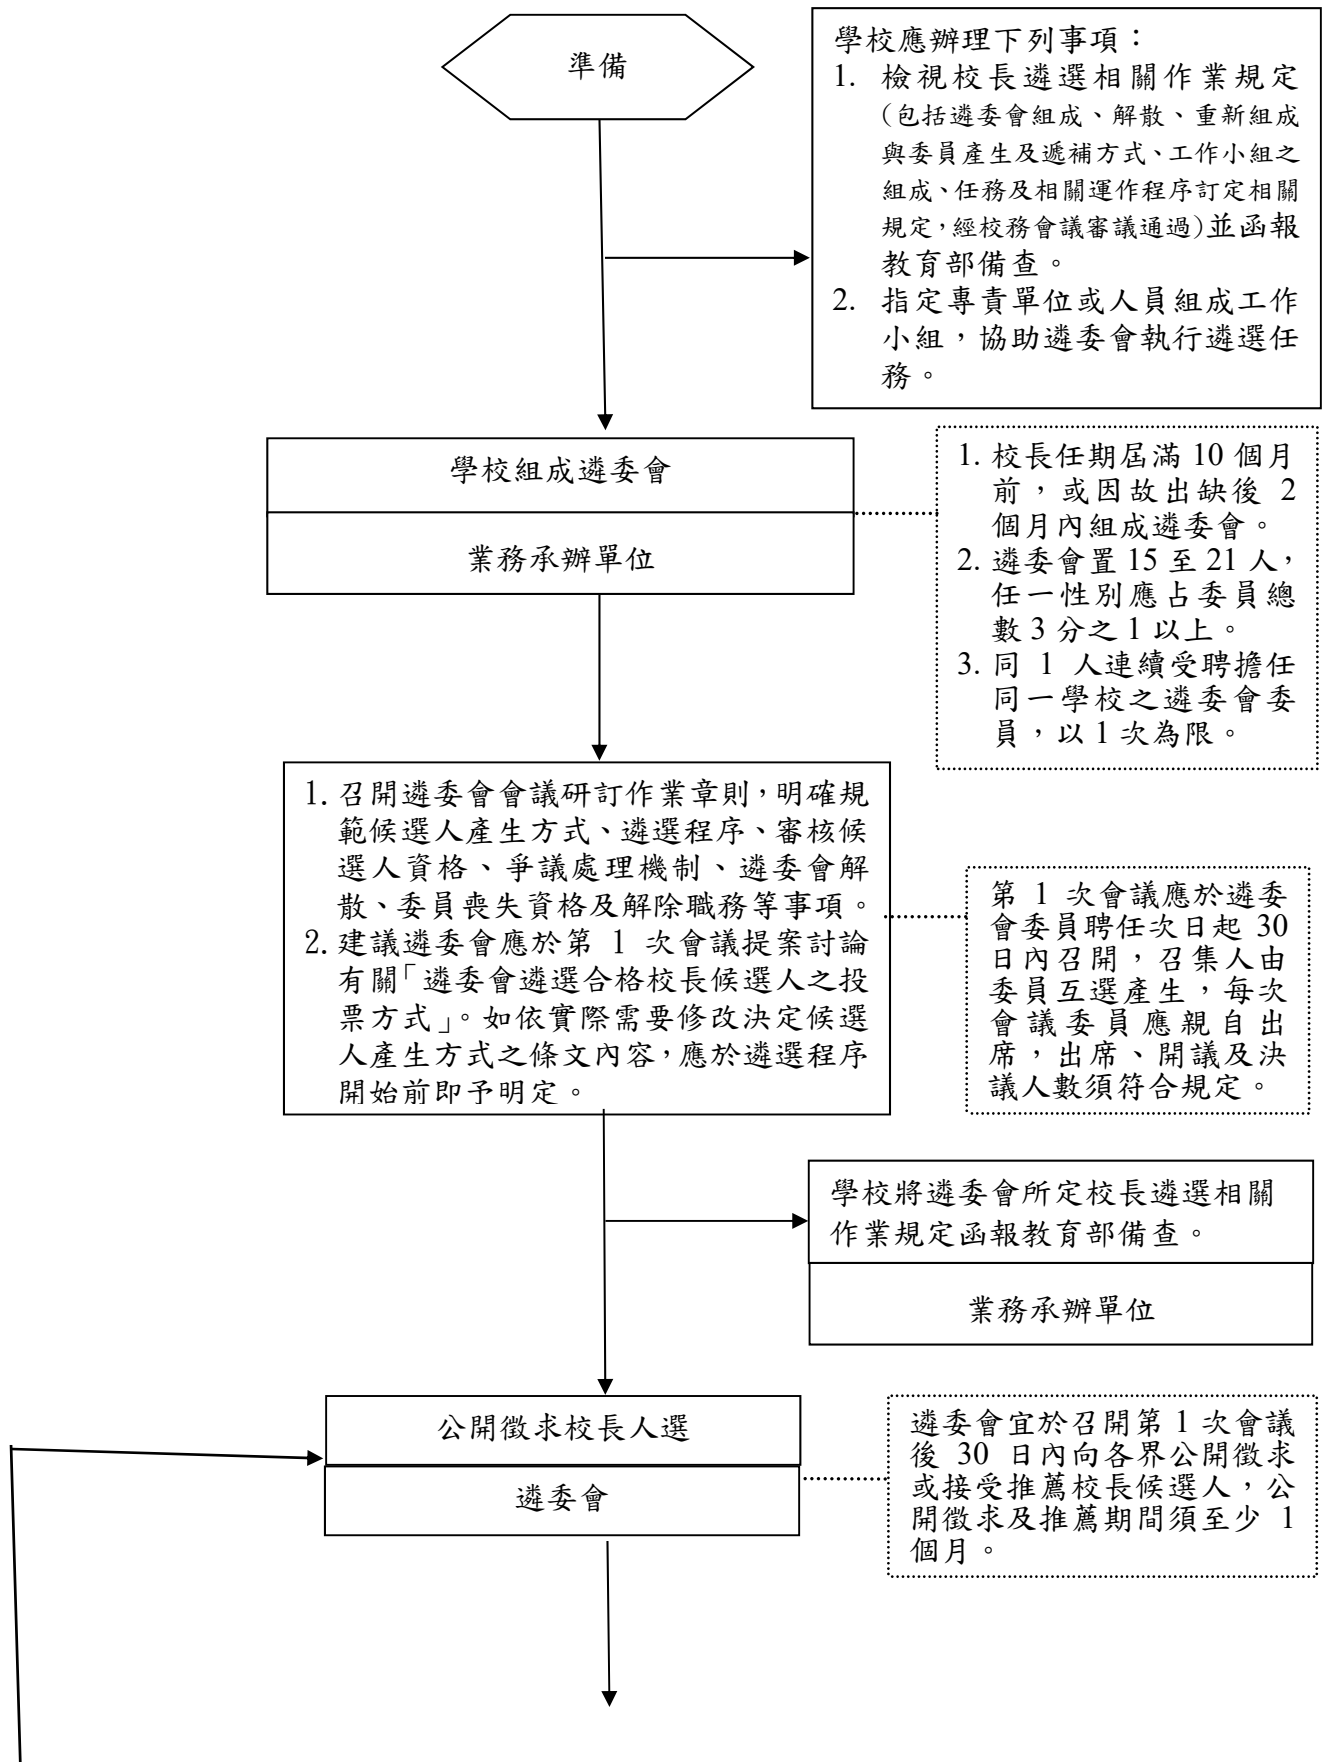 準備
學校應辦理下列事項：
1. 檢視校長遴選相關作業規定
(包括遴委會組成、解散、重新組成
與委員產生及遞補方式、工作小組之
組成、任務及相關運作程序訂定相關
規定，經校務會議審議通過)並函報
教育部備查。
2. 指定專責單位或人員組成工作
小組，協助遴委會執行遴選任
務。
學校組成遴委會
業務承辦單位
1. 校長任期屆滿 10 個月
前，或因故出缺後 2
個月內組成遴委會。
2. 遴委會置 15 至 21 人，
任一性別應占委員總
數 3 分之 1 以上。
3. 同 1 人連續受聘擔任
同一學校之遴委會委
員，以 1 次為限。
1. 召開遴委會會議研訂作業章則，明確規
範候選人產生方式、遴選程序、審核候
選人資格、爭議處理機制、遴委會解
散、委員喪失資格及解除職務等事項。
2. 建議遴委會應於第 1 次會議提案討論
有關「遴委會遴選合格校長候選人之投
票方式」。如依實際需要修改決定候選
人產生方式之條文內容，應於遴選程序
開始前即予明定。
第 1 次會議應於遴委
會委員聘任次日起 30
日內召開，召集人由
委員互選產生，每次
會議委員應親自出
席，出席、開議及決
議人數須符合規定。
學校將遴委會所定校長遴選相關
作業規定函報教育部備查。
業務承辦單位
公開徵求校長人選
遴委會
遴委會宜於召開第 1 次會議
後 30 日內向各界公開徵求
或接受推薦校長候選人，公
開徵求及推薦期間須至少 1
個月。